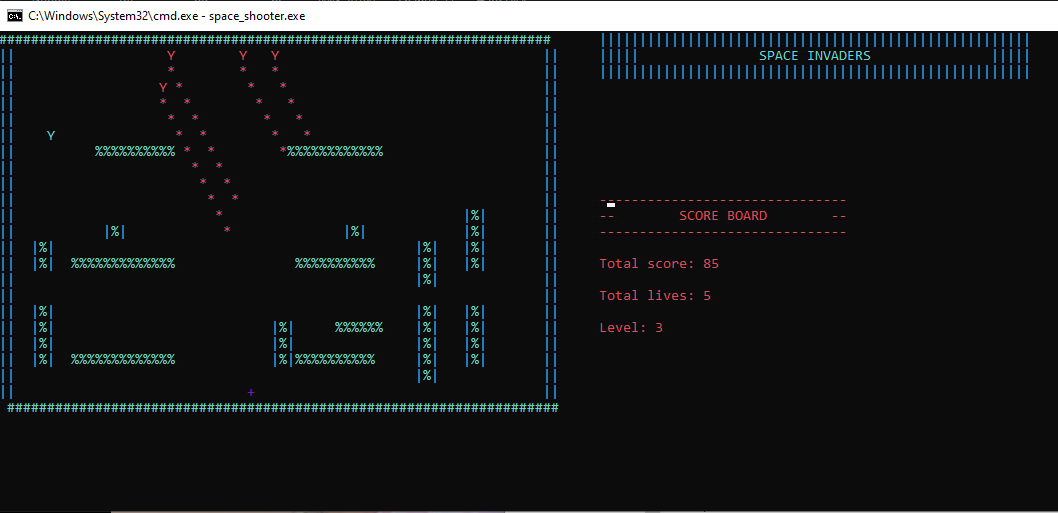 C:\Windows\System32\cmd.exe - space_shooter.exe
SPACE INVADERS
SCORE BOARD
Total score: 85
Total lives: 5
Level: 3